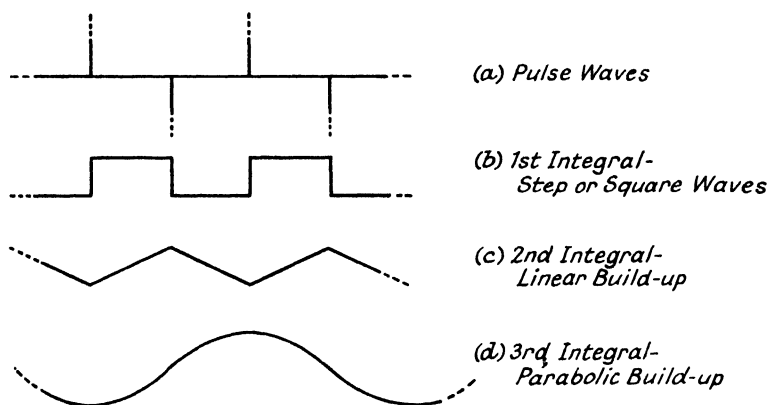 (a) Pulse Waves
(b) 1st Integral-
Step or Square Waves
(c) 2nd Integral-
Linear Build-up
(d) 3rd, Integral-
Parabolic Build-up